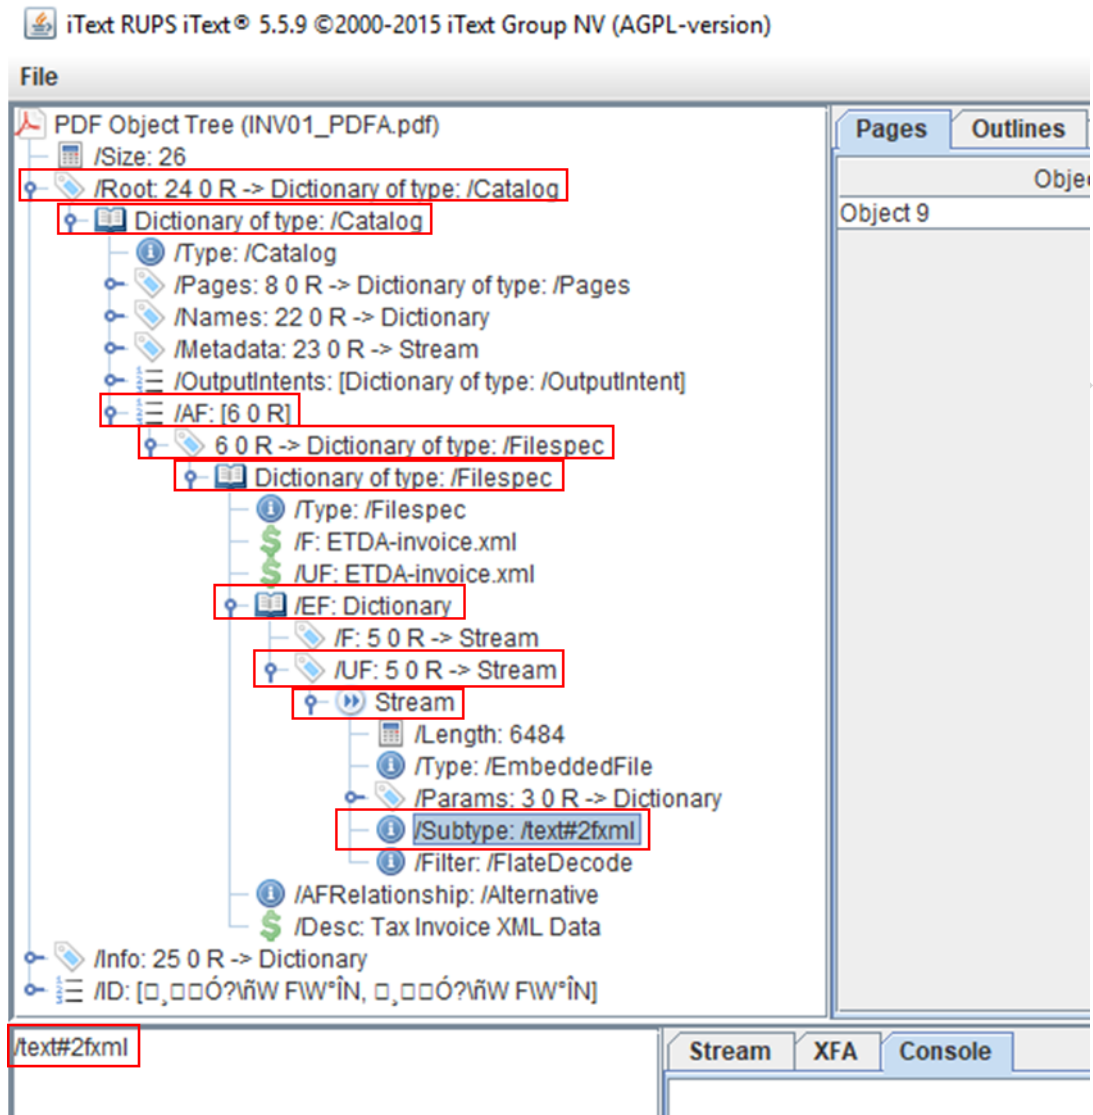 iText RUPS iText® 5.5.9 ©2000-2015 iText Group NV (AGPL-version)
File
PDF Object Tree (INV01_PDFA.pdf)
/Size: 26
/Root: 24 0 R -> Dictionary of type: /Catalog
Dictionary of type: /Catalog
/Type: /Catalog
/Pages: 8 0 R -> Dictionary of type: /Pages
/Names: 22 0 R -> Dictionary
/Metadata: 23 0 R -> Stream
/OutputIntents: [Dictionary of type: /OutputIntent]
/AF: [6 0 R]
6 0 R -> Dictionary of type: /Filespec
Dictionary of type: /Filespec
/Type: /Filespec
/F: ETDA-invoice.xml
/UF: ETDA-invoice.xml
/EF: Dictionary
/F: 5 0 R -> Stream
/UF: 5 0 R -> Stream
Stream
/Length: 6484
/Type: /EmbeddedFile
/Params: 3 0 R -> Dictionary
/Subtype: /text#2fxml
/Filter: /FlateDecode
/AFRelationship: /Alternative
/Desc: Tax Invoice XML Data
/Info: 25 0 R -> Dictionary
/ID: [□¸□□Ó?\ñW F\W°ÎN, □¸□□Ó?\ñW F\W°ÎN]
Pages Outlines
Objec
Object 9
/text#2fxml
Stream XFA Console